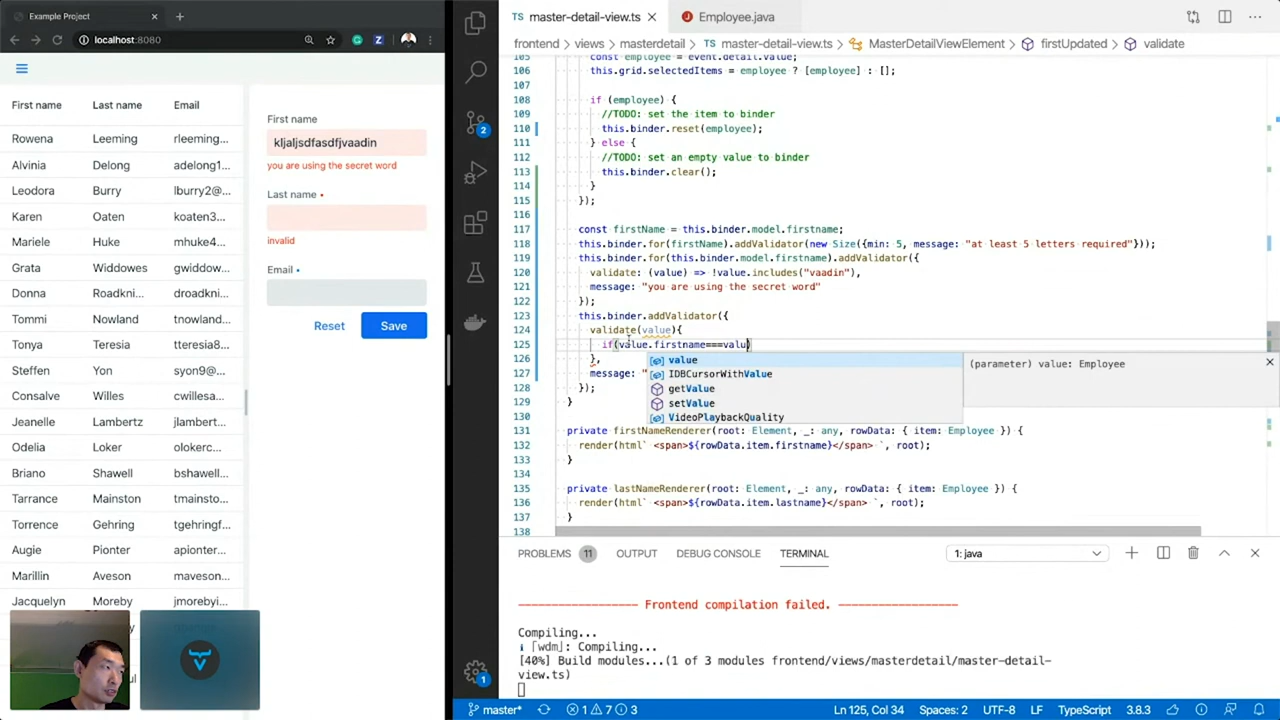 Example Project
localhost:8080
First name Last name Email
Rowena Leeming rleeming...
Alvinia Delong adelong1...
Leodora Burry lburry2@...
Karen Oaten koaten3...
Mariele Huke mhuke4...
Grata Widdowes gwiddow...
Donna Roadkni... droadkni...
Tommi Nowland tnowland...
Tonya Teresia teresia8...
Steffen Yon syon9@...
Consalve Willes cwillesa...
Jeanelle Lambertz jlambert...
Odelia Loker olokerc...
Briano Shawell bshawell...
Tarrance Mainston tmainsto...
Torrence Gehring tgehringf...
Augie Pionter apionter...
Marillin Aveson maveson...
Jacquelyn Moreby jmorebyi...
First name
kljaljsdfasdfjvaadin
you are using the secret word
Last name •
invalid
Email •
Reset Save
TS master-detail-view.ts Employee.java
frontend > views > masterdetail > TS master-detail-view.ts > MasterDetailViewElement > firstUpdated > validate
105 const employee = event.detail.value;
106 this.grid.selectedItems = employee ? [employee] : [];
107
108 if (employee) {
109 //TODO: set the item to binder
110 this.binder.reset(employee);
111 } else {
112 //TODO: set an empty value to binder
113 this.binder.clear();
114 }
115 });
116
117 const firstName = this.binder.model.firstname;
118 this.binder.for(firstName).addValidator(new Size({min: 5, message: "at least 5 letters required"}));
119 this.binder.for(this.binder.model.firstname).addValidator({
120 validate: (value) => !value.includes("vaadin"),
121 message: "you are using the secret word"
122 });
123 this.binder.addValidator({
124 validate(value){
125 if(value.firstname===valu)
126 },
127 message: "
128 });
129 }
130
131 private firstNameRenderer(root: Element, _: any, rowData: { item: Employee }) {
132 render(html` <span>${rowData.item.firstname}</span> `, root);
133 }
134
135 private lastNameRenderer(root: Element, _: any, rowData: { item: Employee }) {
136 render(html` <span>${rowData.item.lastname}</span> `, root);
137 }
138
value
IDBCursorWithValue
getValue
setValue
VideoPlaybackQuality
(parameter) value: Employee
PROBLEMS 11 OUTPUT DEBUG CONSOLE TERMINAL 1: java
------------------ Frontend compilation failed. ------------------
Compiling...
ℹ ｢wdm｣: Compiling...
[40%] Build modules...(1 of 3 modules frontend/views/masterdetail/master-detail-
view.ts)
master* 1 7 3 Ln 125, Col 34 Spaces: 2 UTF-8 LF TypeScript 3.8.3